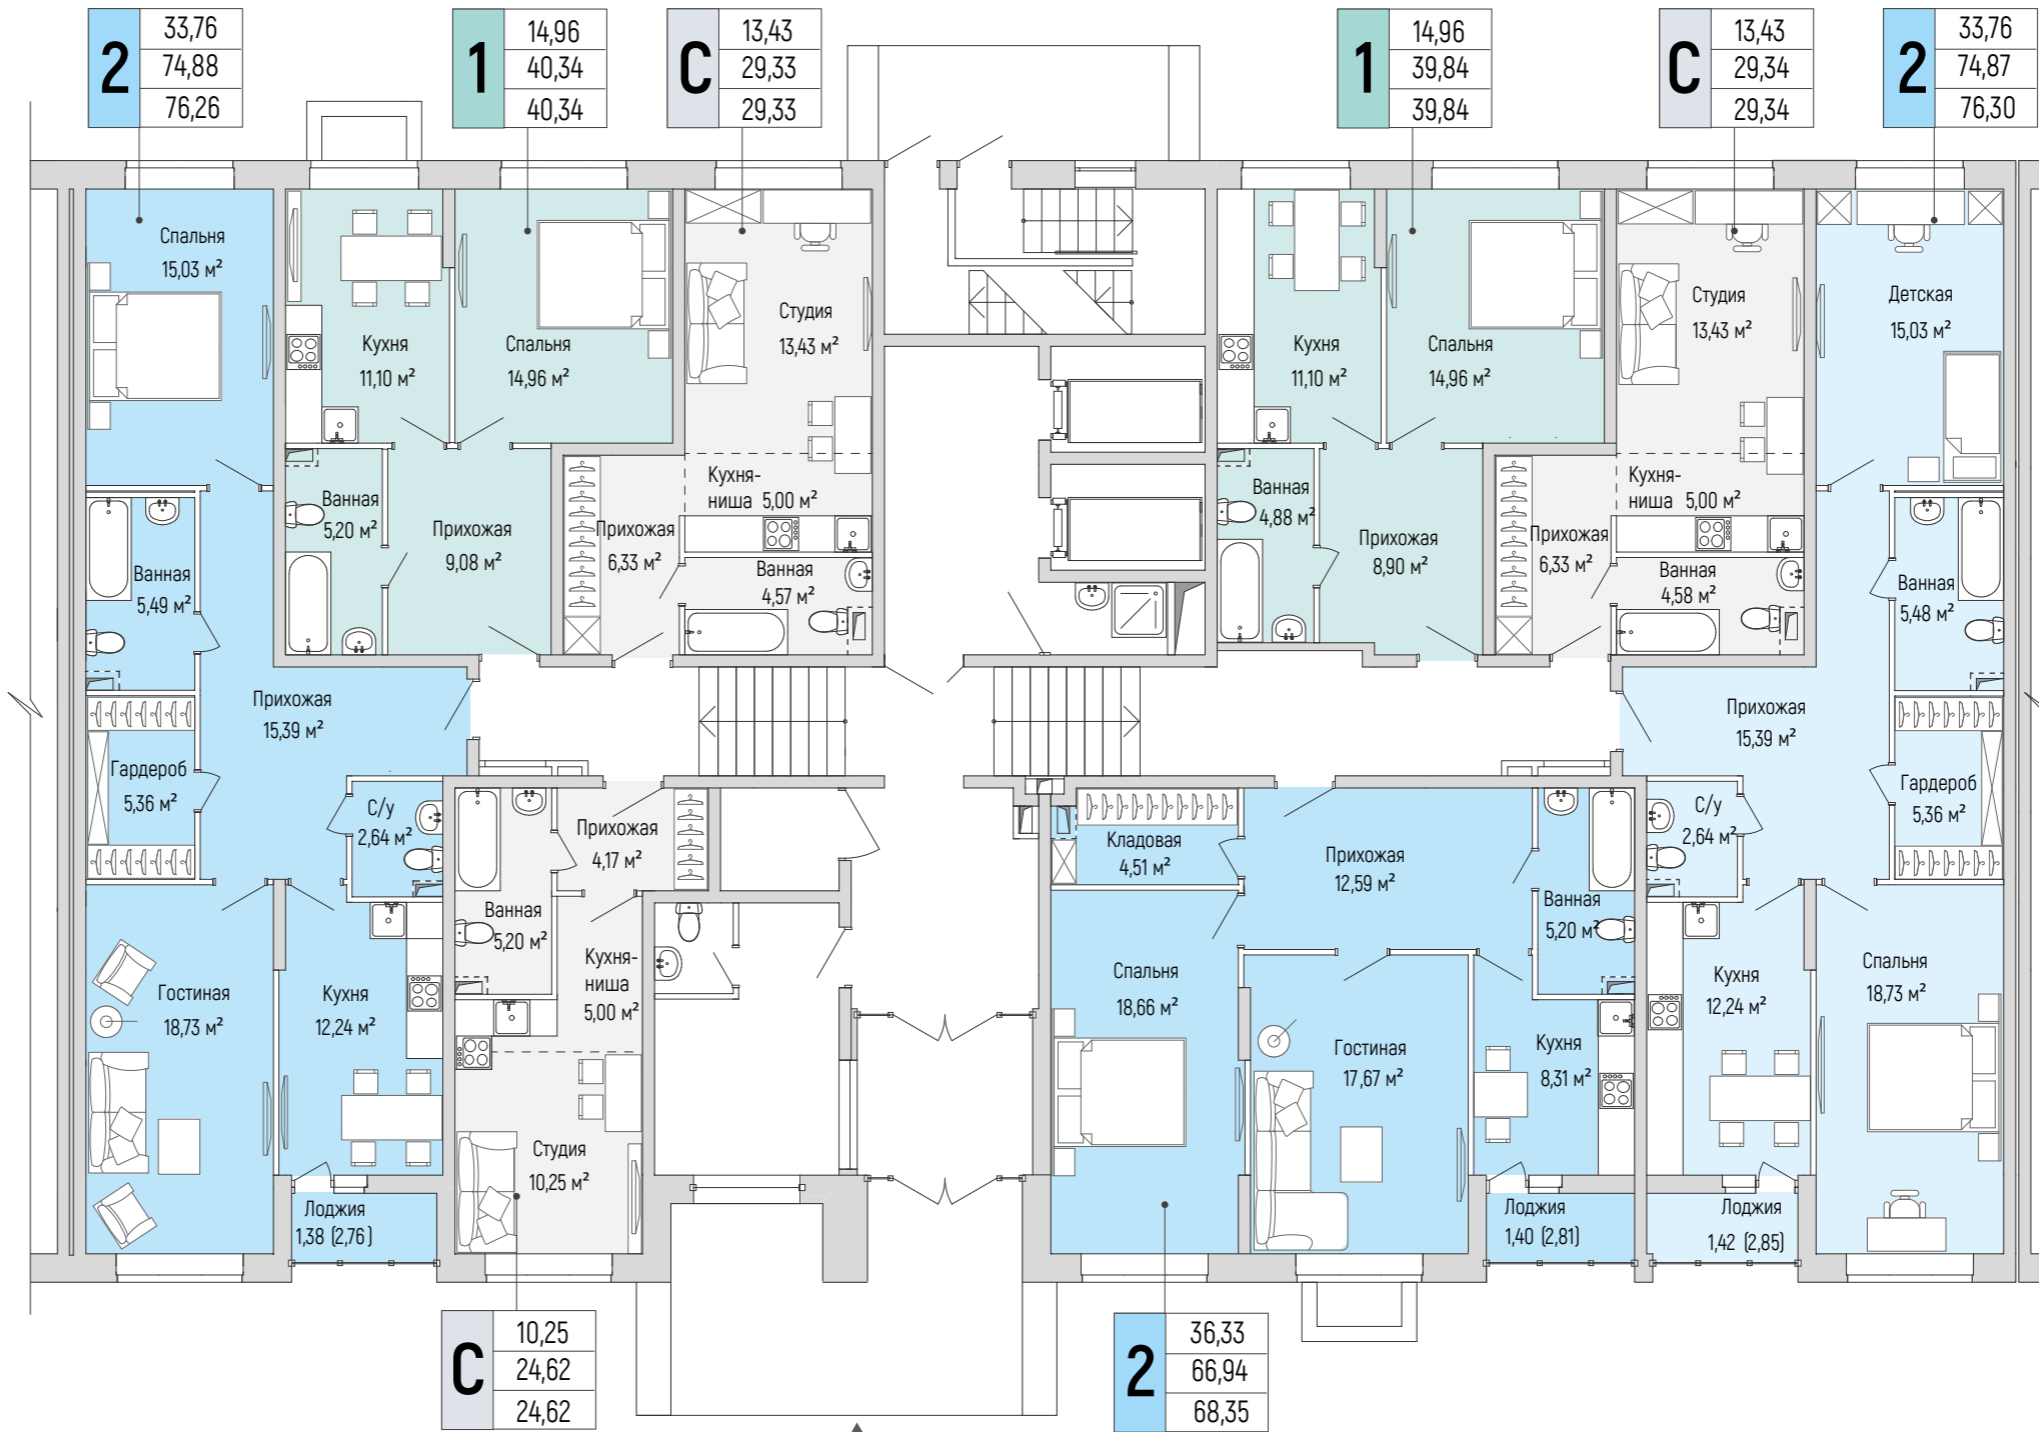 2
33,76
74,88
76,26
1
14,96
40,34
40,34
С
13,43
29,33
29,33
1
14,96
39,84
39,84
С
13,43
29,34
29,34
2
33,76
74,87
76,30
Спальня
15,03 м²
Кухня
11,10 м²
Спальня
14,96 м²
Студия
13,43 м²
Кухня
11,10 м²
Спальня
14,96 м²
Студия
13,43 м²
Детская
15,03 м²
Ванная
5,20 м²
Прихожая
9,08 м²
Прихожая
6,33 м²
Кухня-
ниша 5,00 м²
Ванная
4,57 м²
Ванная
4,88 м²
Прихожая
8,90 м²
Прихожая
6,33 м²
Кухня-
ниша 5,00 м²
Ванная
4,58 м²
Ванная
5,49 м²
Ванная
5,48 м²
Прихожая
15,39 м²
Прихожая
15,39 м²
Гардероб
5,36 м²
С/у
2,64 м²
Прихожая
4,17 м²
Кладовая
4,51 м²
Прихожая
12,59 м²
С/у
2,64 м²
Гардероб
5,36 м²
Ванная
5,20 м²
Ванная
5,20 м²
Гостиная
18,73 м²
Кухня
12,24 м²
Кухня-
ниша
5,00 м²
Спальня
18,66 м²
Гостиная
17,67 м²
Кухня
8,31 м²
Кухня
12,24 м²
Спальня
18,73 м²
Студия
10,25 м²
Лоджия
1,38 (2,76)
Лоджия
1,40 (2,81)
Лоджия
1,42 (2,85)
С
10,25
24,62
24,62
2
36,33
66,94
68,35